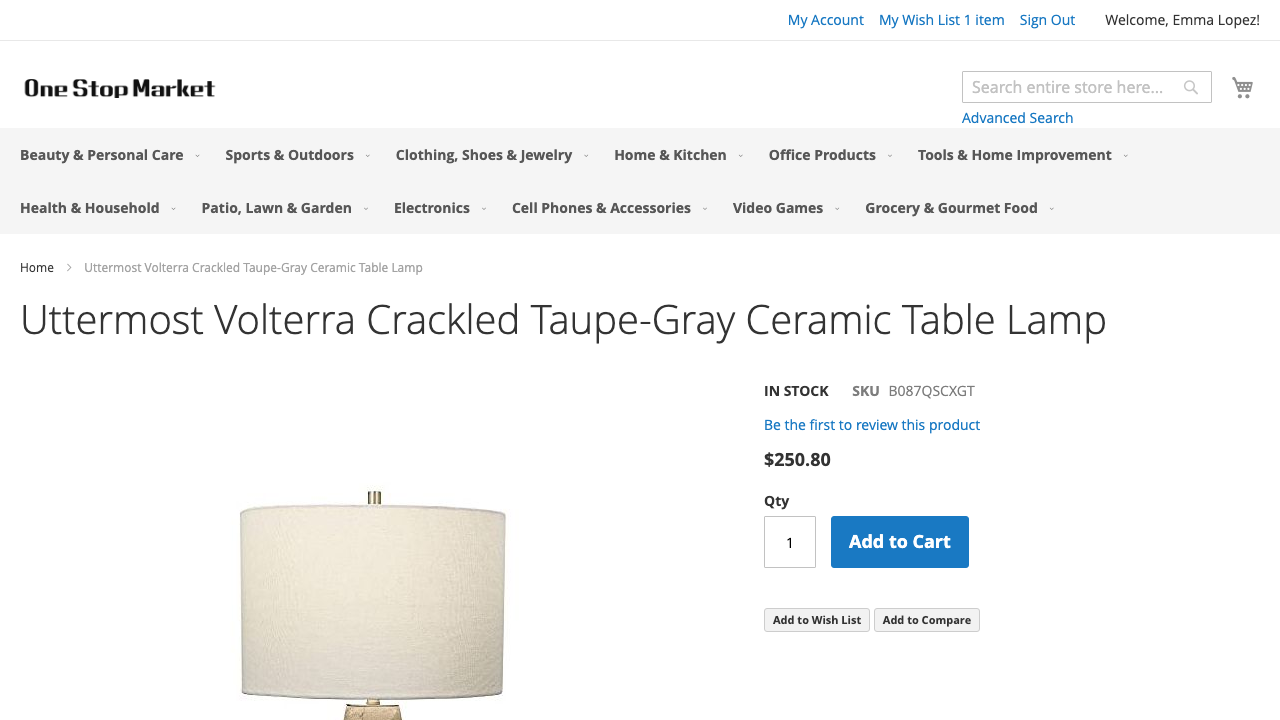 My Account My Wish List 1 item Sign Out Welcome, Emma Lopez!
One Stop Market
Search entire store here...
Advanced Search
Beauty & Personal Care Sports & Outdoors Clothing, Shoes & Jewelry Home & Kitchen Office Products Tools & Home Improvement
Health & Household Patio, Lawn & Garden Electronics Cell Phones & Accessories Video Games Grocery & Gourmet Food
Home Uttermost Volterra Crackled Taupe-Gray Ceramic Table Lamp
Uttermost Volterra Crackled Taupe-Gray Ceramic Table Lamp
IN STOCK SKU B087QSCXGT
Be the first to review this product
$250.80
Qty
1 Add to Cart
Add to Wish List Add to Compare